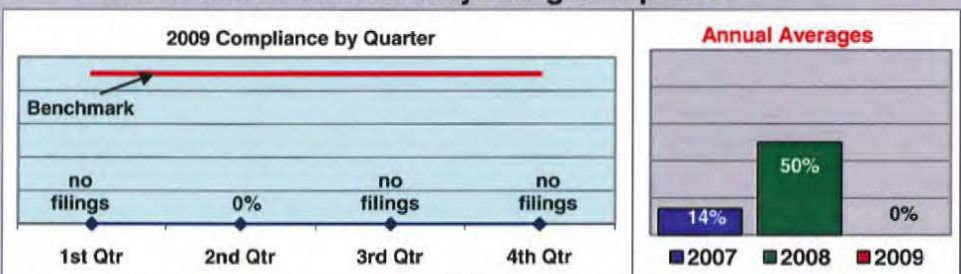 2009 Compliance by Quarter
Benchmark
no
filings
0%
no
filings
no
filings
1st Qtr
2nd Qtr
3rd Qtr
4th Qtr
Annual Averages
14%
50%
0%
2007
2008
2009